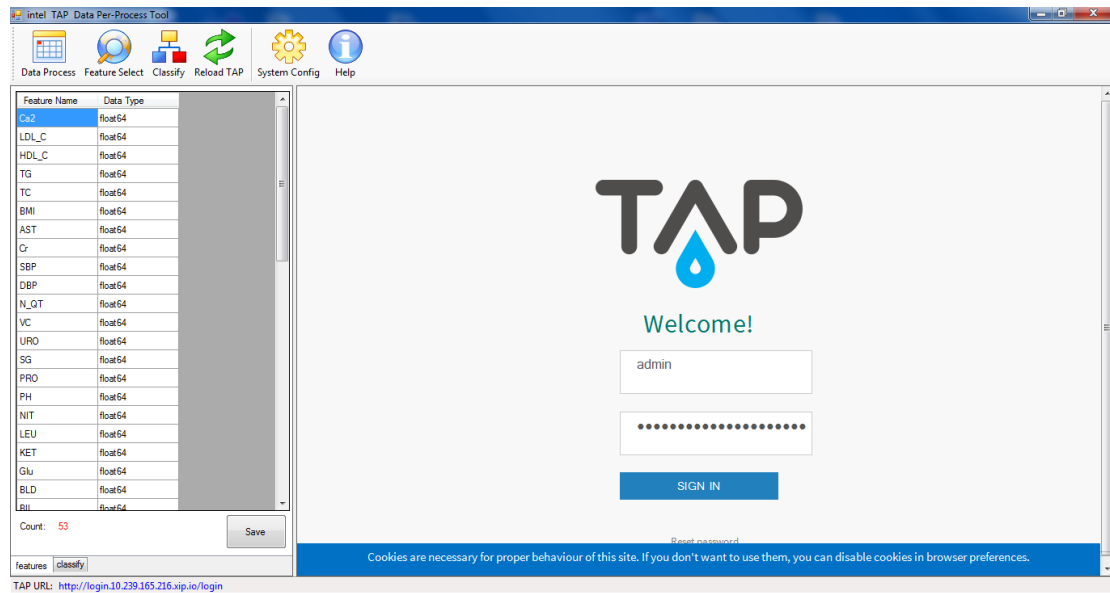 intel TAP Data Per-Process Tool
Data Process Feature Select Classify Reload TAP System Config Help
Feature Name Data Type
Ca2 float64
LDL_C float64
HDL_C float64
TG float64
TC float64
BMI float64
AST float64
Cr float64
SBP float64
DBP float64
N_QT float64
VC float64
URO float64
SG float64
PRO float64
PH float64
NIT float64
LEU float64
KET float64
Glu float64
BLD float64
BIL float64
Count: 53
Save
features classify
TAP
Welcome!
admin
SIGN IN
Reset password
Cookies are necessary for proper behaviour of this site. If you don't want to use them, you can disable cookies in browser preferences.
TAP URL: http://login.10.239.165.216.xip.io/login